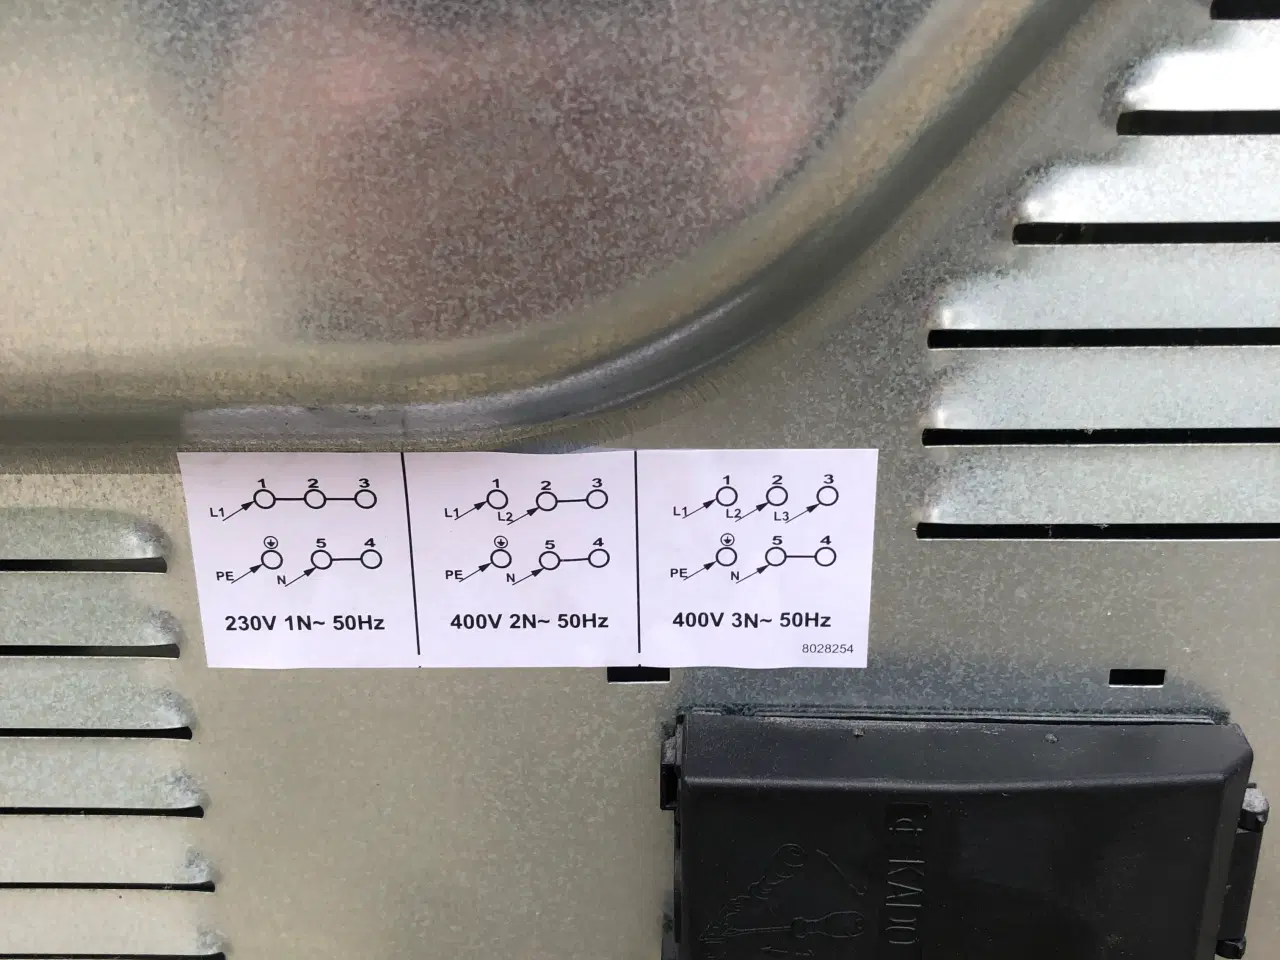 1 2 3
L1
5 4
PE N
230V 1N~ 50Hz
1 2 3
L1 L2
5 4
PE N
400V 2N~ 50Hz
1 2 3
L1 L2 L3
5 4
PE N
400V 3N~ 50Hz
8028254
KAIDO